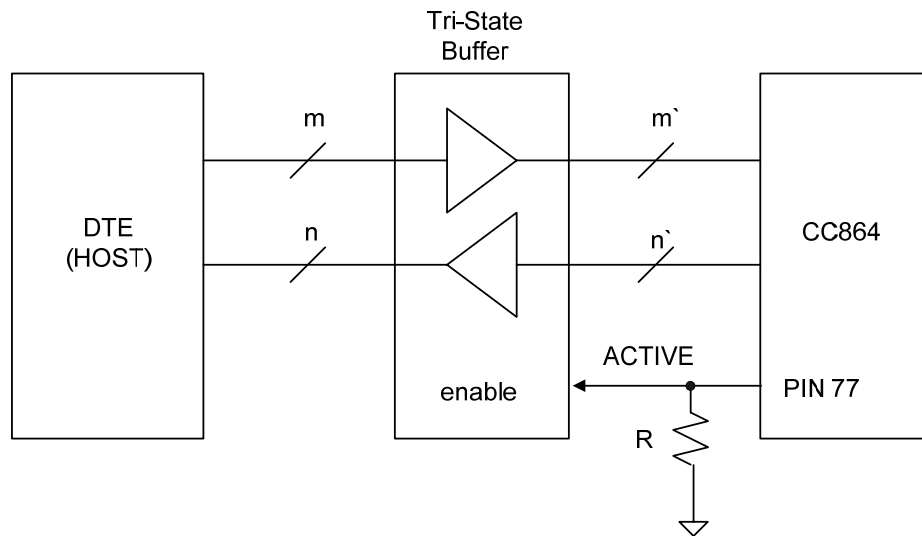 Tri-State
Buffer
m
m`
DTE
(HOST)
n
n`
CC864
ACTIVE
enable
PIN 77
R